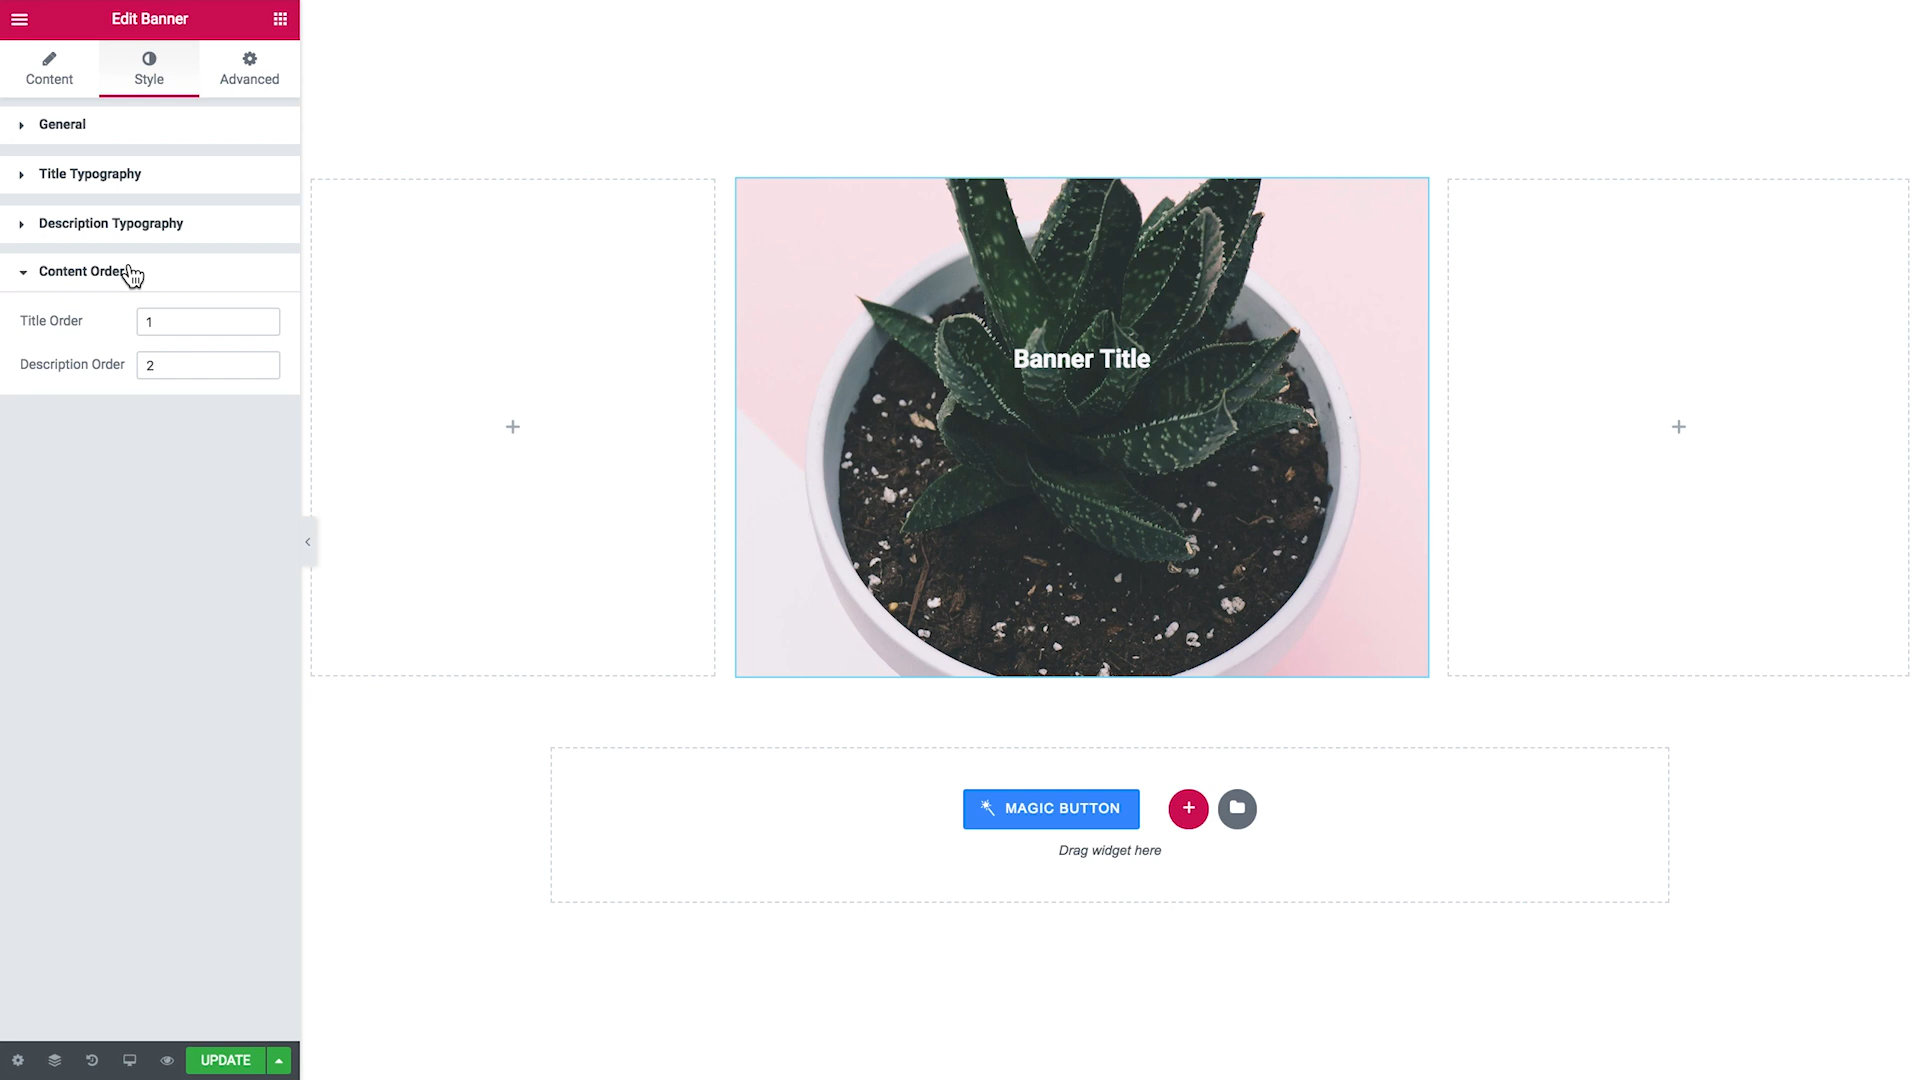 Edit Banner
Content
Style
Advanced
General
Title Typography
Description Typography
Content Order
Title Order
1
Description Order
2
Banner Title
MAGIC BUTTON
Drag widget here
UPDATE